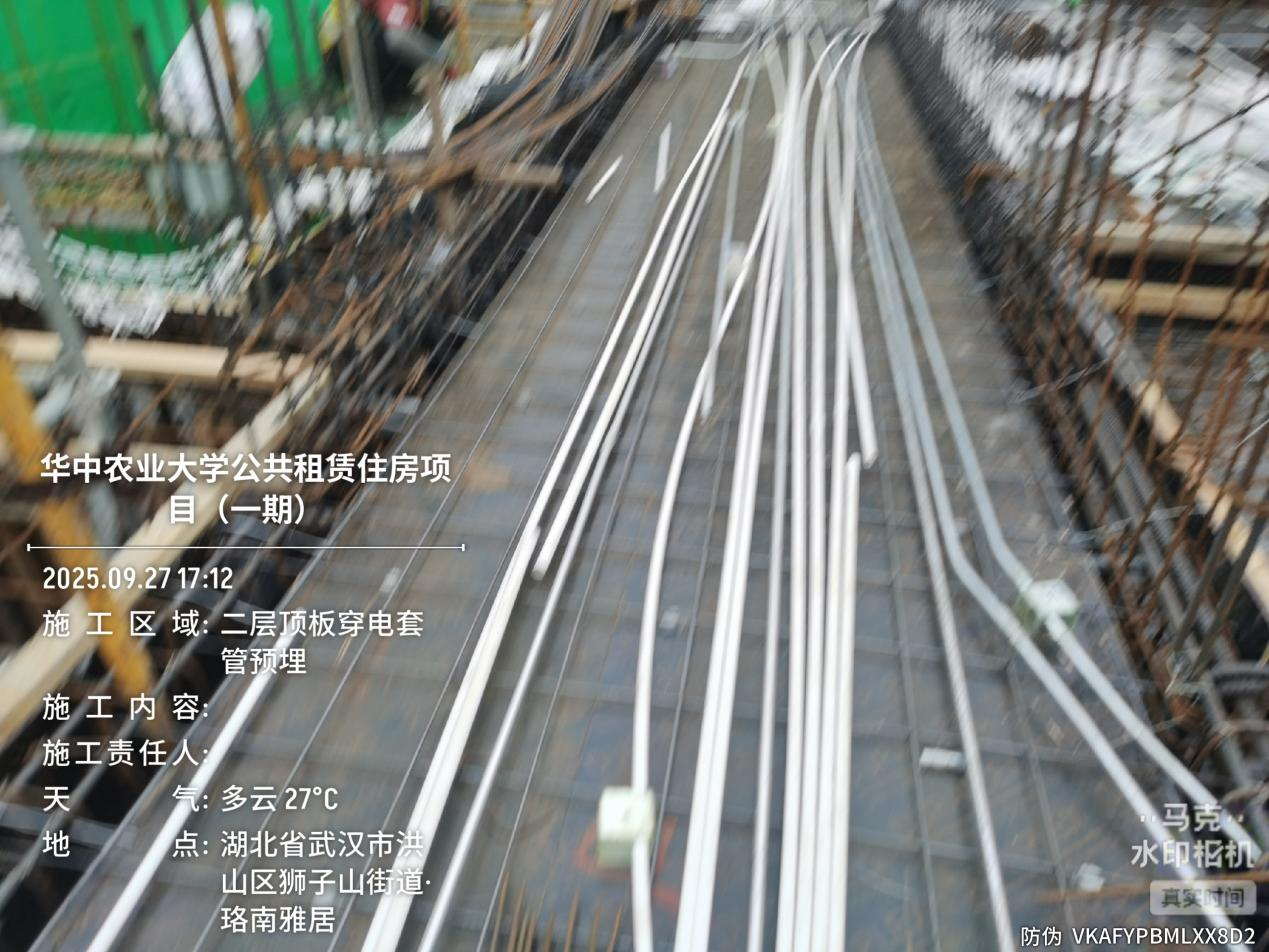 华中农业大学公共租赁住房项
目（一期）
2025.09.27 17:12
施工区域: 二层顶板穿电套
管预埋
施工内容:
施工责任人:
天气: 多云 27°C
地点: 湖北省武汉市洪
山区狮子山街道·
珞南雅居
马克
水印相机
真实时间
防伪 VKAFYPBMLXX8D2